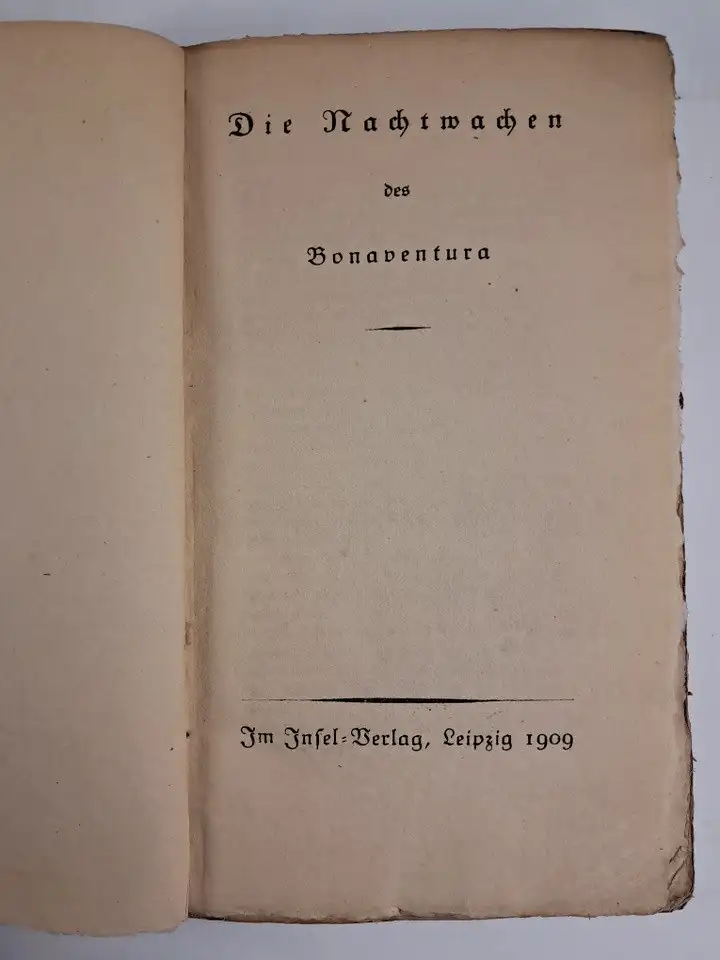 Die Nachtwachen
des
Bonaventura
Im Insel-Verlag, Leipzig 1909